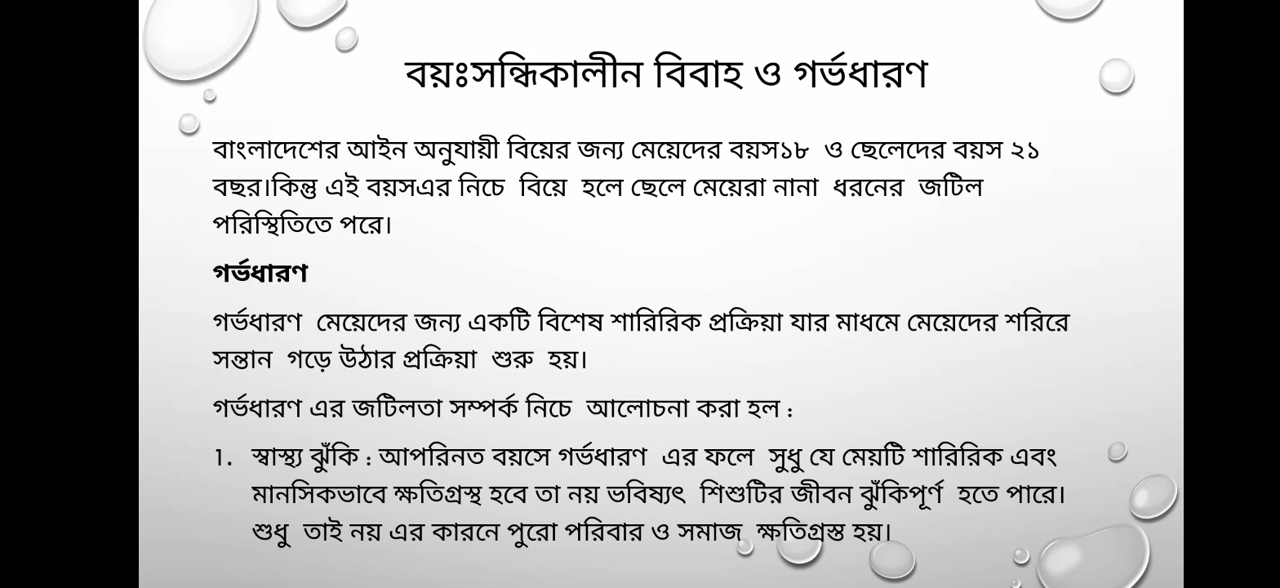 বয়ঃসন্ধিকালীন বিবাহ ও গর্ভধারণ
বাংলাদেশের আইন অনুযায়ী বিয়ের জন্য মেয়েদের বয়স১৮ ও ছেলেদের বয়স ২১
বছর।কিন্তু এই বয়সএর নিচে বিয়ে হলে ছেলে মেয়েরা নানা ধরনের জটিল
পরিস্থিতিতে পরে।
গর্ভধারণ
গর্ভধারণ মেয়েদের জন্য একটি বিশেষ শারিরিক প্রক্রিয়া যার মাধমে মেয়েদের শরিরে
সন্তান গড়ে উঠার প্রক্রিয়া শুরু হয়।
গর্ভধারণ এর জটিলতা সম্পর্ক নিচে আলোচনা করা হল :
1. স্বাস্থ্য ঝুঁকি : আপরিনত বয়সে গর্ভধারণ এর ফলে সুধু যে মেয়টি শারিরিক এবং
মানসিকভাবে ক্ষতিগ্রস্থ হবে তা নয় ভবিষ্যৎ শিশুটির জীবন ঝুঁকিপূর্ণ হতে পারে।
শুধু তাই নয় এর কারনে পুরো পরিবার ও সমাজ ক্ষতিগ্রস্ত হয়।